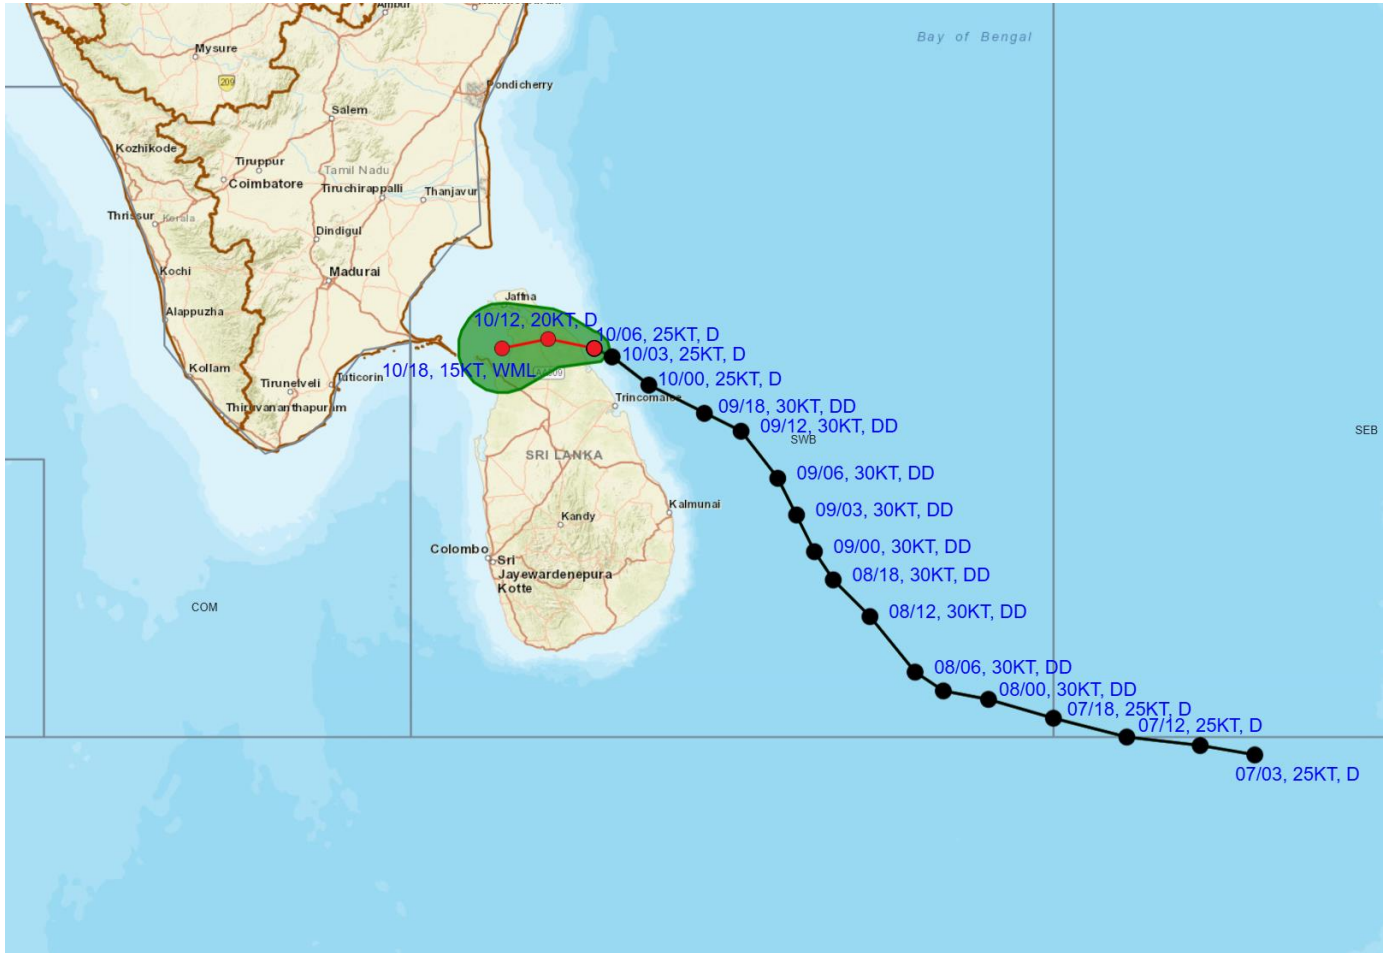 Ambur
Bay of Bengal
Mysure
209
Pondicherry
Salem
Kozhikode
Tiruppur
Tamil Nadu
Coimbatore
Tiruchirappalli
Thanjavur
Thrissur
Kerala
Dindigul
Kochi
Madurai
Jaffna
Alappuzha
10/12, 20KT, D
10/06, 25KT, D
10/03, 25KT, D
Kollam
10/18, 15KT, WML
Tirunelveli
Tuticorin
10/00, 25KT, D
Trincomalee
Thiruvananthapuram
09/18, 30KT, DD
09/12, 30KT, DD
SWB
SEB
SRI LANKA
09/06, 30KT, DD
Kalmunai
09/03, 30KT, DD
Kandy
09/00, 30KT, DD
Colombo
Sri
Jayewardenepura
Kotte
08/18, 30KT, DD
COM
08/12, 30KT, DD
08/06, 30KT, DD
08/00, 30KT, DD
07/18, 25KT, D
07/12, 25KT, D
07/03, 25KT, D